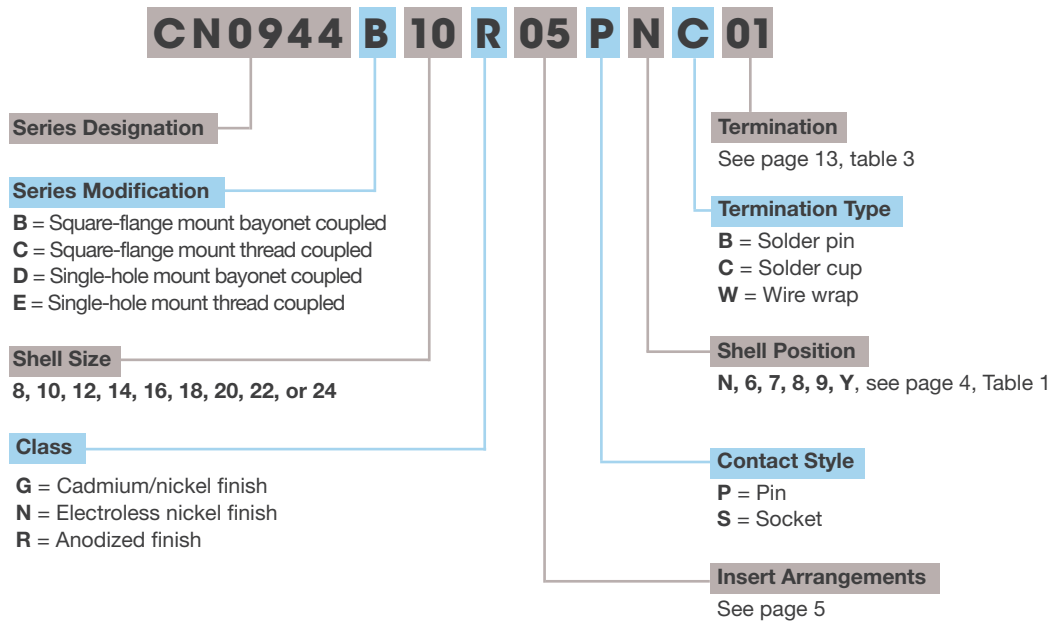 CN0944 B 10 R 05 P N C 01
Series Designation
Series Modification
B = Square-flange mount bayonet coupled
C = Square-flange mount thread coupled
D = Single-hole mount bayonet coupled
E = Single-hole mount thread coupled
Shell Size
8, 10, 12, 14, 16, 18, 20, 22, or 24
Class
G = Cadmium/nickel finish
N = Electroless nickel finish
R = Anodized finish
Termination
See page 13, table 3
Termination Type
B = Solder pin
C = Solder cup
W = Wire wrap
Shell Position
N, 6, 7, 8, 9, Y, see page 4, Table 1
Contact Style
P = Pin
S = Socket
Insert Arrangements
See page 5